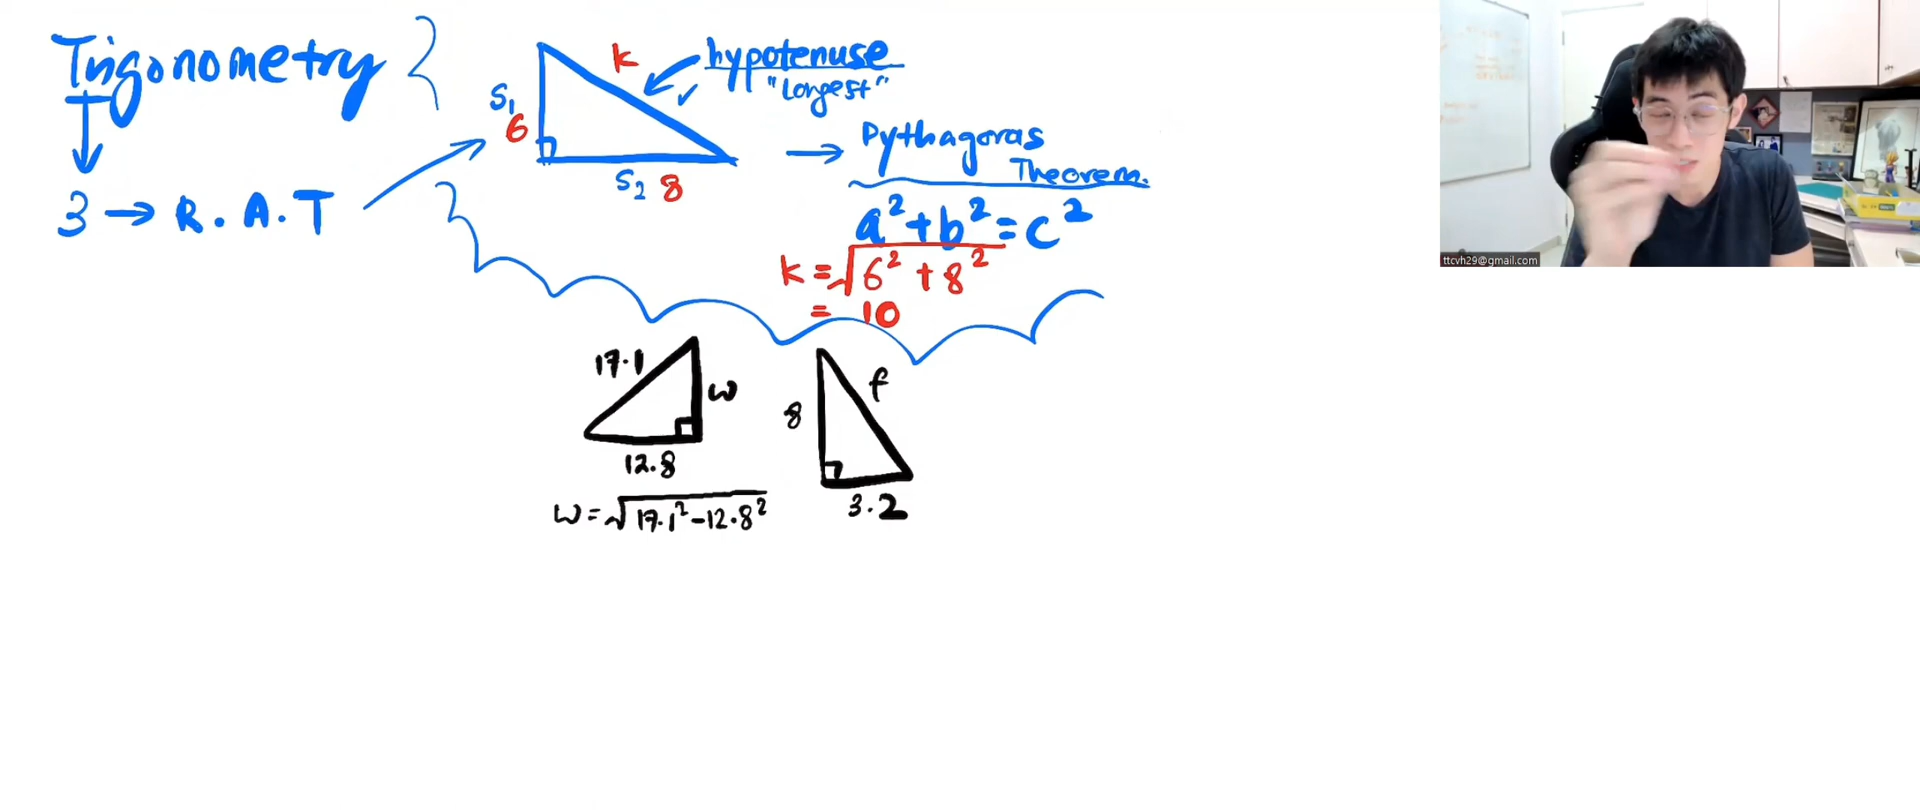 Trigonometry
3 → R.A.T
k
hypotenuse
"Longest"
S₁
6
S₂ 8
→ Pythagoras
Theorem.
a² + b² = c²
k = √6² + 8²
= 10
17.1
w
12.8
w = √17.1² - 12.8²
8
f
3.2
ttcvh29@gmail.com